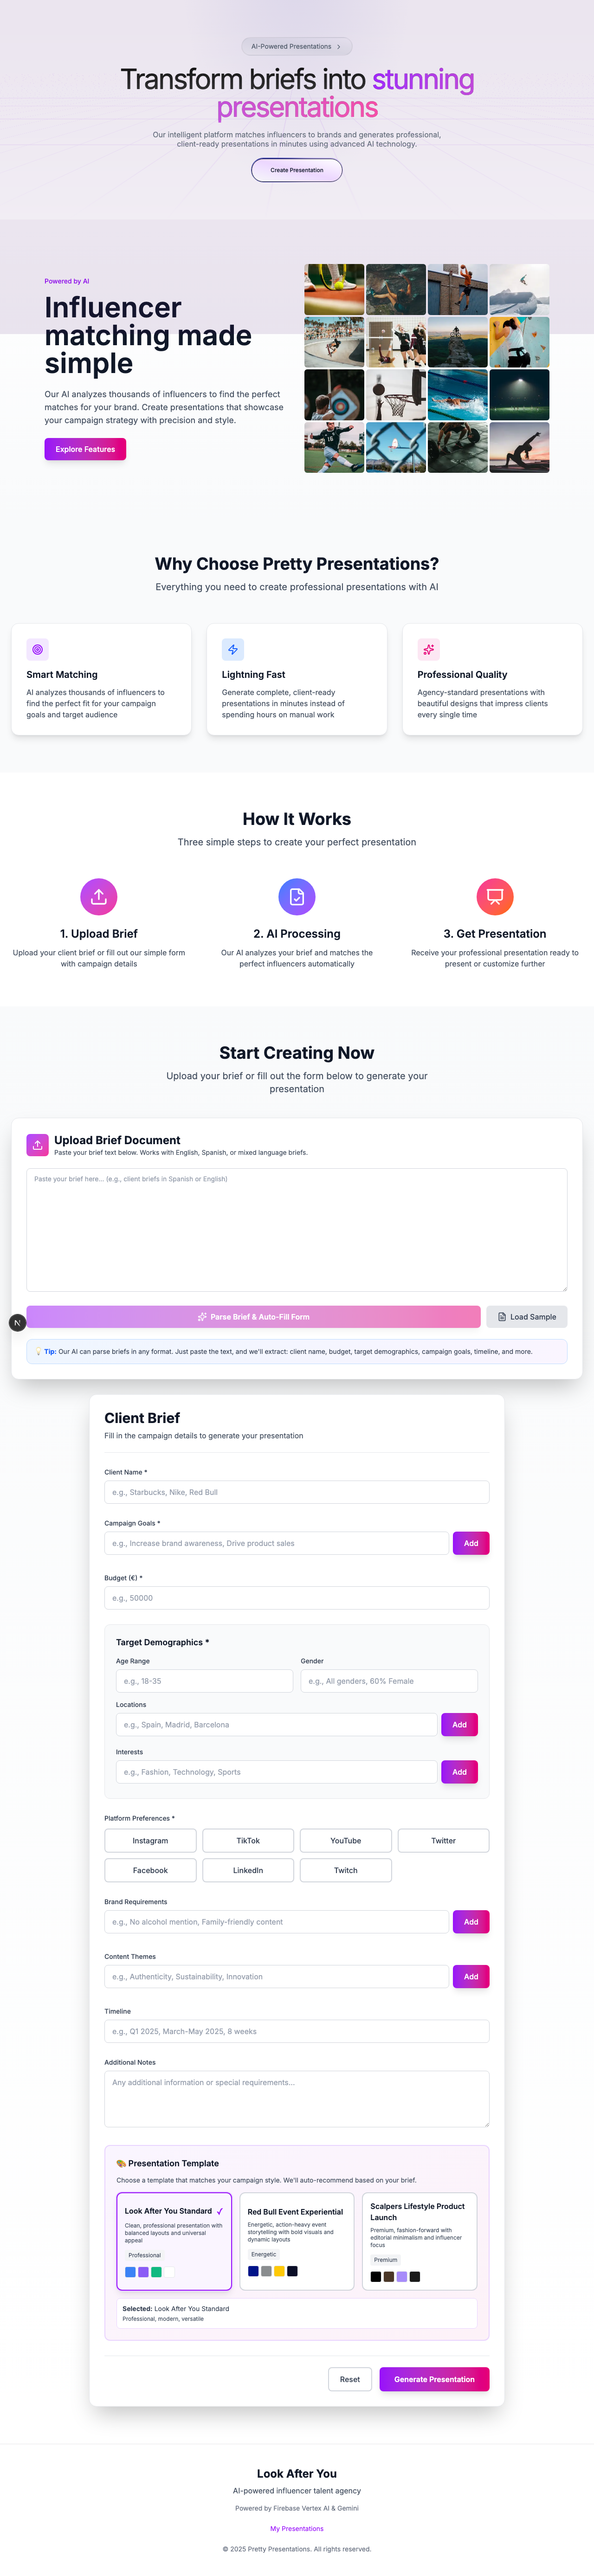 AI-Powered Presentations
Transform briefs into stunning
presentations
Our intelligent platform matches influencers to brands and generates professional,
client-ready presentations in minutes using advanced AI technology.
Create Presentation
Powered by AI
Influencer
matching made
simple
Our AI analyzes thousands of influencers to find the perfect
matches for your brand. Create presentations that showcase
your campaign strategy with precision and style.
Explore Features
Why Choose Pretty Presentations?
Everything you need to create professional presentations with AI
Smart Matching
AI analyzes thousands of influencers to
find the perfect fit for your campaign
goals and target audience
Lightning Fast
Generate complete, client-ready
presentations in minutes instead of
spending hours on manual work
Professional Quality
Agency-standard presentations with
beautiful designs that impress clients
every single time
How It Works
Three simple steps to create your perfect presentation
1. Upload Brief
Upload your client brief or fill out our simple form
with campaign details
2. AI Processing
Our AI analyzes your brief and matches the
perfect influencers automatically
3. Get Presentation
Receive your professional presentation ready to
present or customize further
Start Creating Now
Upload your brief or fill out the form below to generate your
presentation
Upload Brief Document
Paste your brief text below. Works with English, Spanish, or mixed language briefs.
Paste your brief here... (e.g., client briefs in Spanish or English)
N
Parse Brief & Auto-Fill Form
Load Sample
💡 Tip: Our AI can parse briefs in any format. Just paste the text, and we'll extract: client name, budget, target demographics, campaign goals, timeline, and more.
Client Brief
Fill in the campaign details to generate your presentation
Client Name *
e.g., Starbucks, Nike, Red Bull
Campaign Goals *
e.g., Increase brand awareness, Drive product sales
Add
Budget (€) *
e.g., 50000
Target Demographics *
Age Range
Gender
e.g., 18-35
e.g., All genders, 60% Female
Locations
e.g., Spain, Madrid, Barcelona
Add
Interests
e.g., Fashion, Technology, Sports
Add
Platform Preferences *
Instagram
TikTok
YouTube
Twitter
Facebook
LinkedIn
Twitch
Brand Requirements
e.g., No alcohol mention, Family-friendly content
Add
Content Themes
e.g., Authenticity, Sustainability, Innovation
Add
Timeline
e.g., Q1 2025, March-May 2025, 8 weeks
Additional Notes
Any additional information or special requirements...
🎨 Presentation Template
Choose a template that matches your campaign style. We'll auto-recommend based on your brief.
Look After You Standard ✓
Clean, professional presentation with
balanced layouts and universal
appeal
Professional
Red Bull Event Experiential
Energetic, action-heavy event
storytelling with bold visuals and
dynamic layouts
Energetic
Scalpers Lifestyle Product
Launch
Premium, fashion-forward with
editorial minimalism and influencer
focus
Premium
Selected: Look After You Standard
Professional, modern, versatile
Reset
Generate Presentation
Look After You
AI-powered influencer talent agency
Powered by Firebase Vertex AI & Gemini
My Presentations
© 2025 Pretty Presentations. All rights reserved.